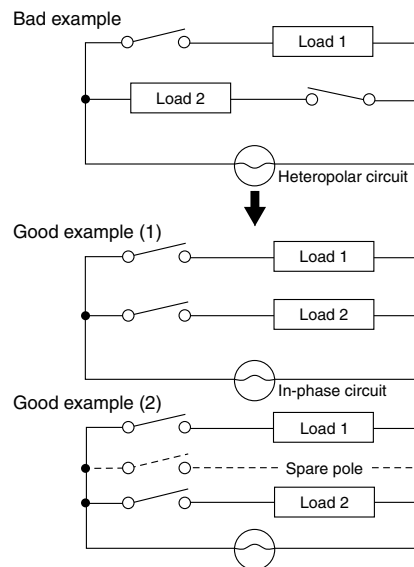 Bad example
Load 1
Load 2
Heteropolar circuit
Good example (1)
Load 1
Load 2
In-phase circuit
Good example (2)
Load 1
Spare pole
Load 2